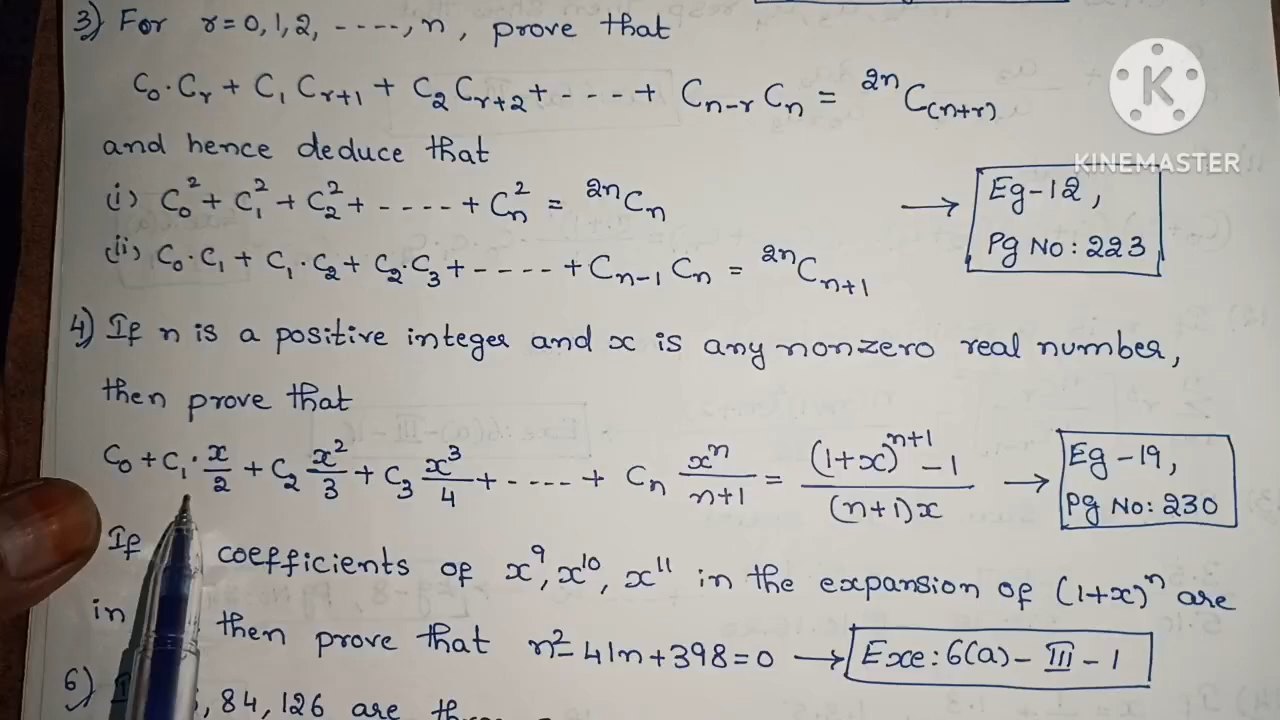 3) For r = 0, 1, 2, ----, n, prove that
C₀·Cᵣ + C₁ Cᵣ₊₁ + C₂ Cᵣ₊₂ + ---- + Cₙ₋ᵣ Cₙ = ²ⁿC₍ₙ₊ᵣ₎
K
KINEMASTER
and hence deduce that
(i) C₀² + C₁² + C₂² + ---- + Cₙ² = ²ⁿCₙ
→ Eg-12,
Pg No: 223
(ii) C₀·C₁ + C₁·C₂ + C₂·C₃ + ---- + Cₙ₋₁ Cₙ = ²ⁿCₙ₊₁
4) If n is a positive integer and x is any nonzero real number,
then prove that
C₀ + C₁·x/2 + C₂ x²/3 + C₃ x³/4 + ---- + Cₙ xⁿ/n+1 = (1+x)ⁿ⁺¹-1/(n+1)x → Eg-19,
Pg No: 230
If coefficients of x⁹, x¹⁰, x¹¹ in the expansion of (1+x)ⁿ are
in then prove that n²-41n+398=0 → Exe: 6(a)-III-1
6) , 84, 126 are